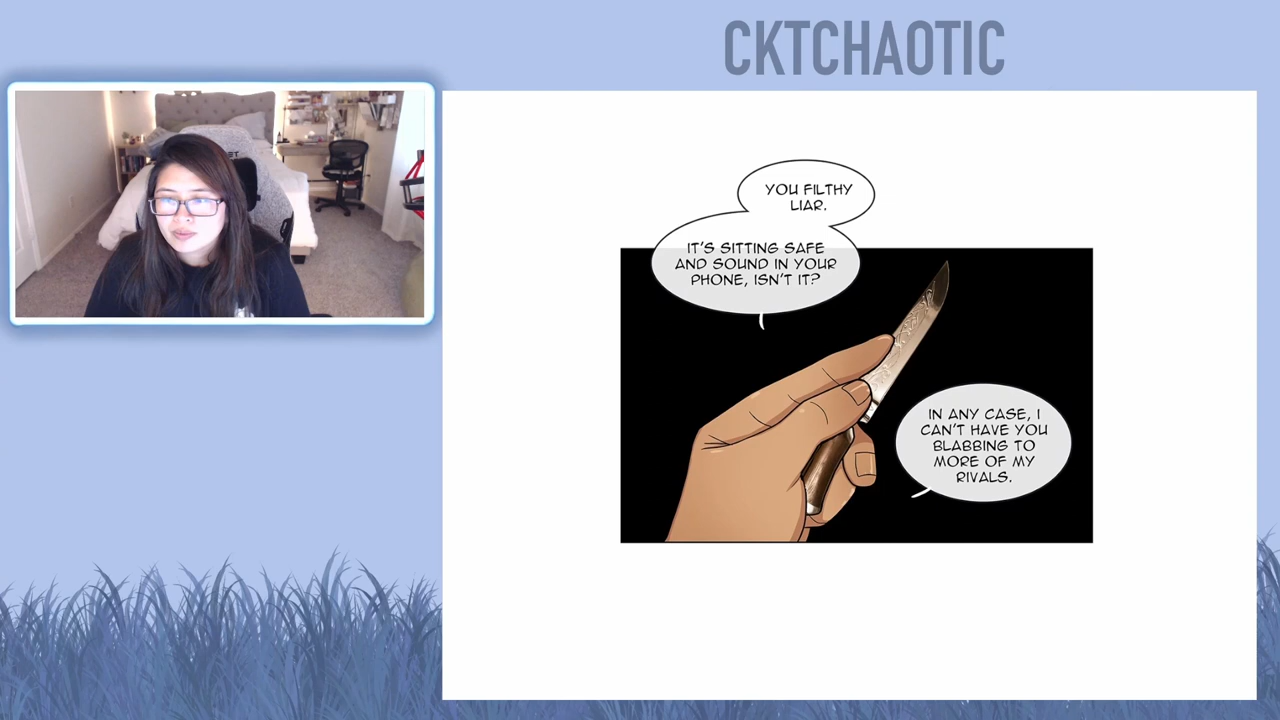 CKTCHAOTIC
YOU FILTHY
LIAR.
IT'S SITTING SAFE
AND SOUND IN YOUR
PHONE, ISN'T IT?
IN ANY CASE, I
CAN'T HAVE YOU
BLABBING TO
MORE OF MY
RIVALS.